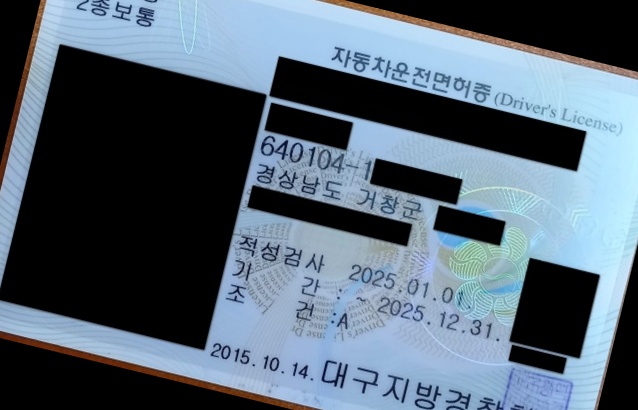 2종보통
자동차운전면허증 (Driver's License)
640104-1
경상남도 거창군
적성검사
기 간 : 2025.01.01.
~ 2025.12.31.
조 건 :A
2015.10.14. 대구지방경찰